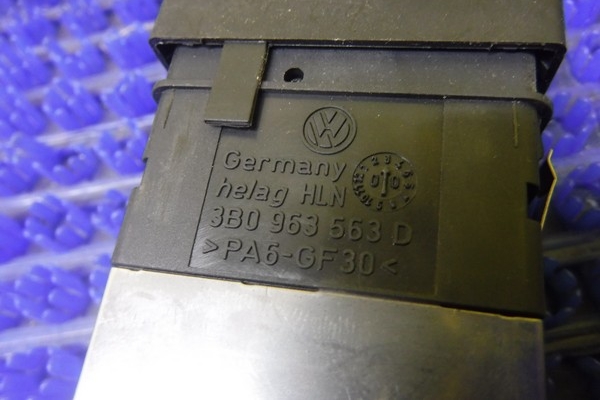 Germany
helag HLN
3B0 963 563 D
>PA6-GF30<